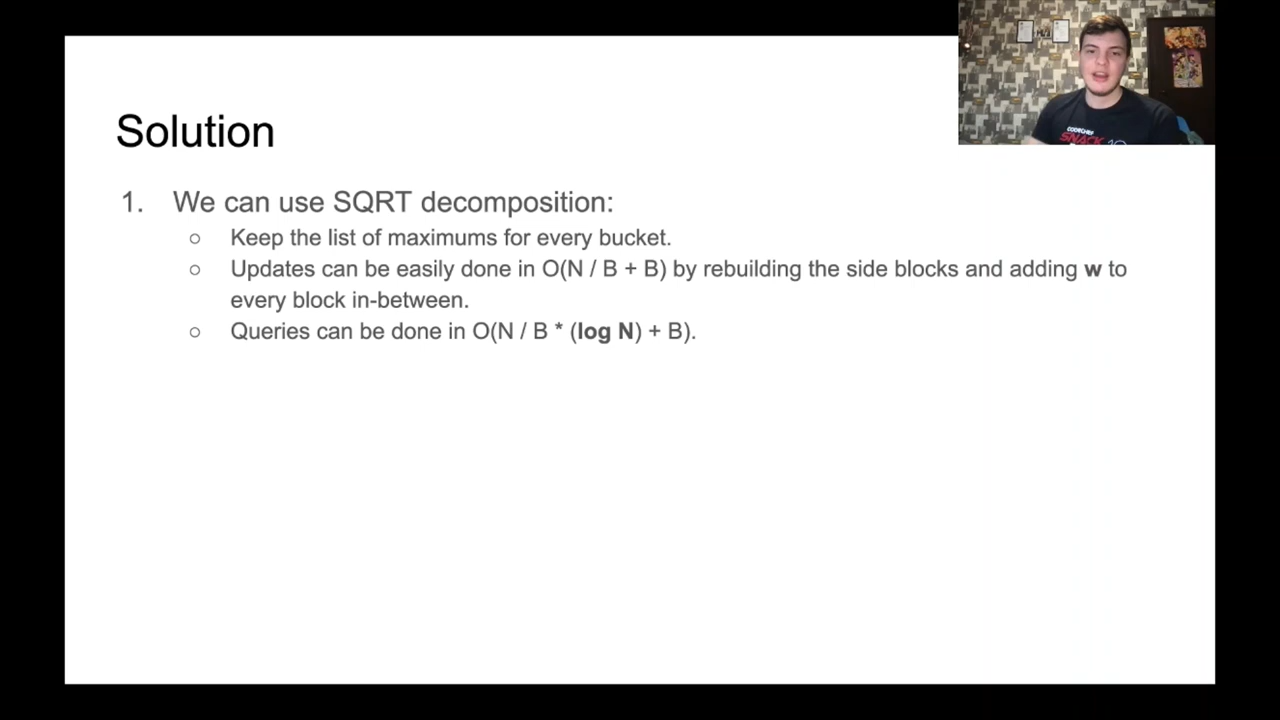 Solution
1. We can use SQRT decomposition:
○ Keep the list of maximums for every bucket.
○ Updates can be easily done in O(N / B + B) by rebuilding the side blocks and adding w to
every block in-between.
○ Queries can be done in O(N / B * (log N) + B).
CODECHEF
SNACK